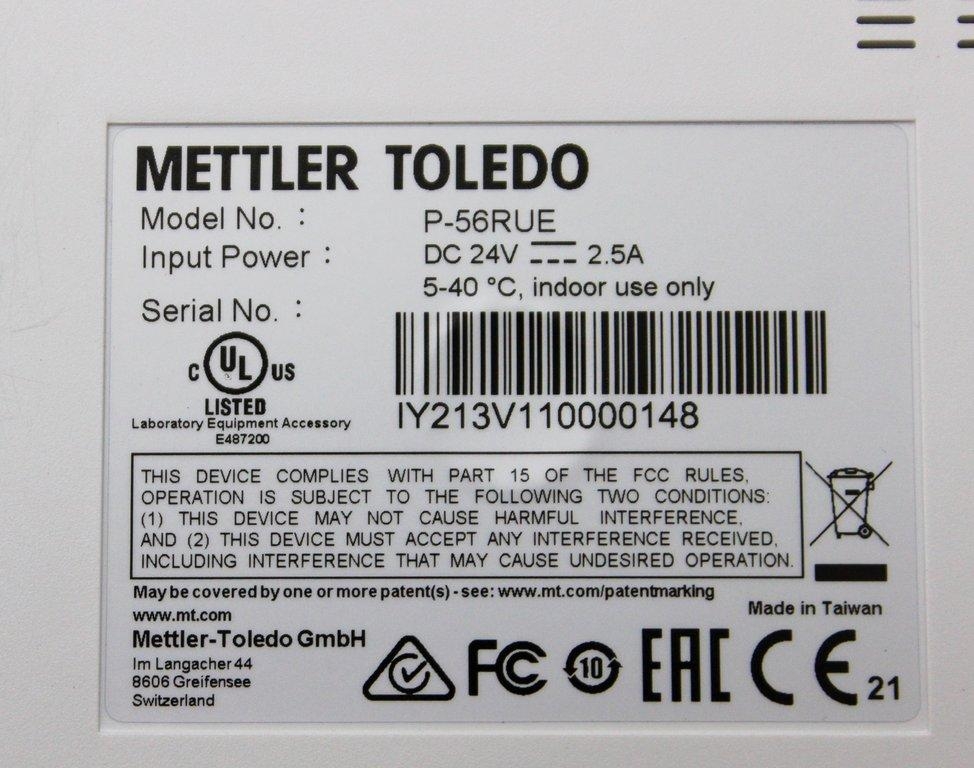 METTLER TOLEDO
Model No. : P-56RUE
Input Power : DC 24V 2.5A
5-40 °C, indoor use only
Serial No. :
C UL US
LISTED
Laboratory Equipment Accessory
E487200
IY213V110000148
THIS DEVICE COMPLIES WITH PART 15 OF THE FCC RULES,
OPERATION IS SUBJECT TO THE FOLLOWING TWO CONDITIONS:
(1) THIS DEVICE MAY NOT CAUSE HARMFUL INTERFERENCE,
AND (2) THIS DEVICE MUST ACCEPT ANY INTERFERENCE RECEIVED,
INCLUDING INTERFERENCE THAT MAY CAUSE UNDESIRED OPERATION.
May be covered by one or more patent(s) - see: www.mt.com/patentmarking
www.mt.com
Made in Taiwan
Mettler-Toledo GmbH
Im Langacher 44
8606 Greifensee
Switzerland
FC 10 EAC CE 21